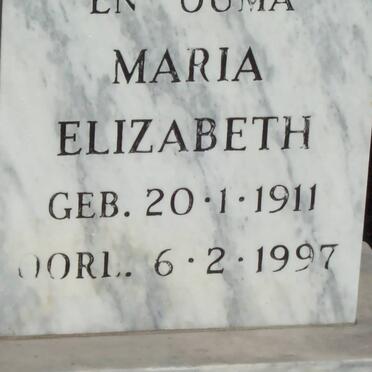 EN OUMA
MARIA
ELIZABETH
GEB. 20·1·1911
OORL. 6·2·1997